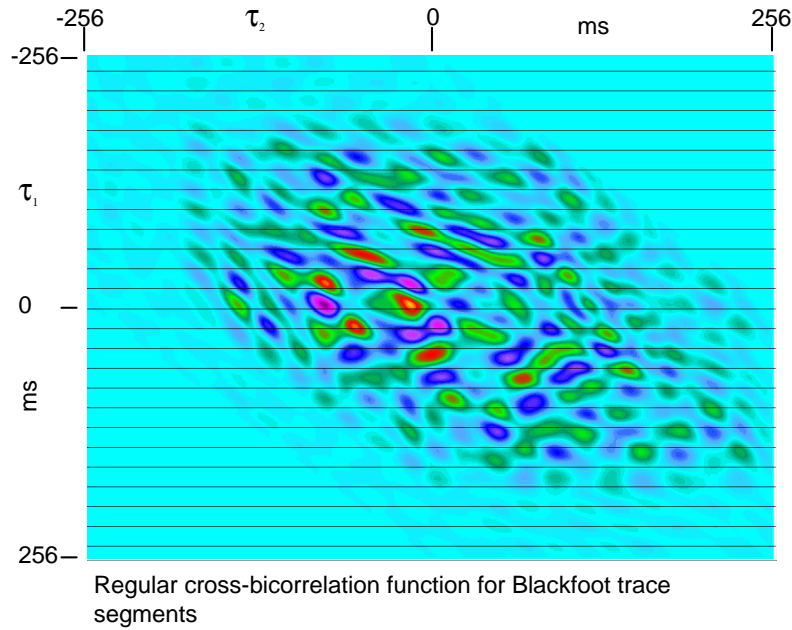 -256 τ₂ 0 ms 256
-256
τ₁
0
ms
256
Regular cross-bicorrelation function for Blackfoot trace
segments